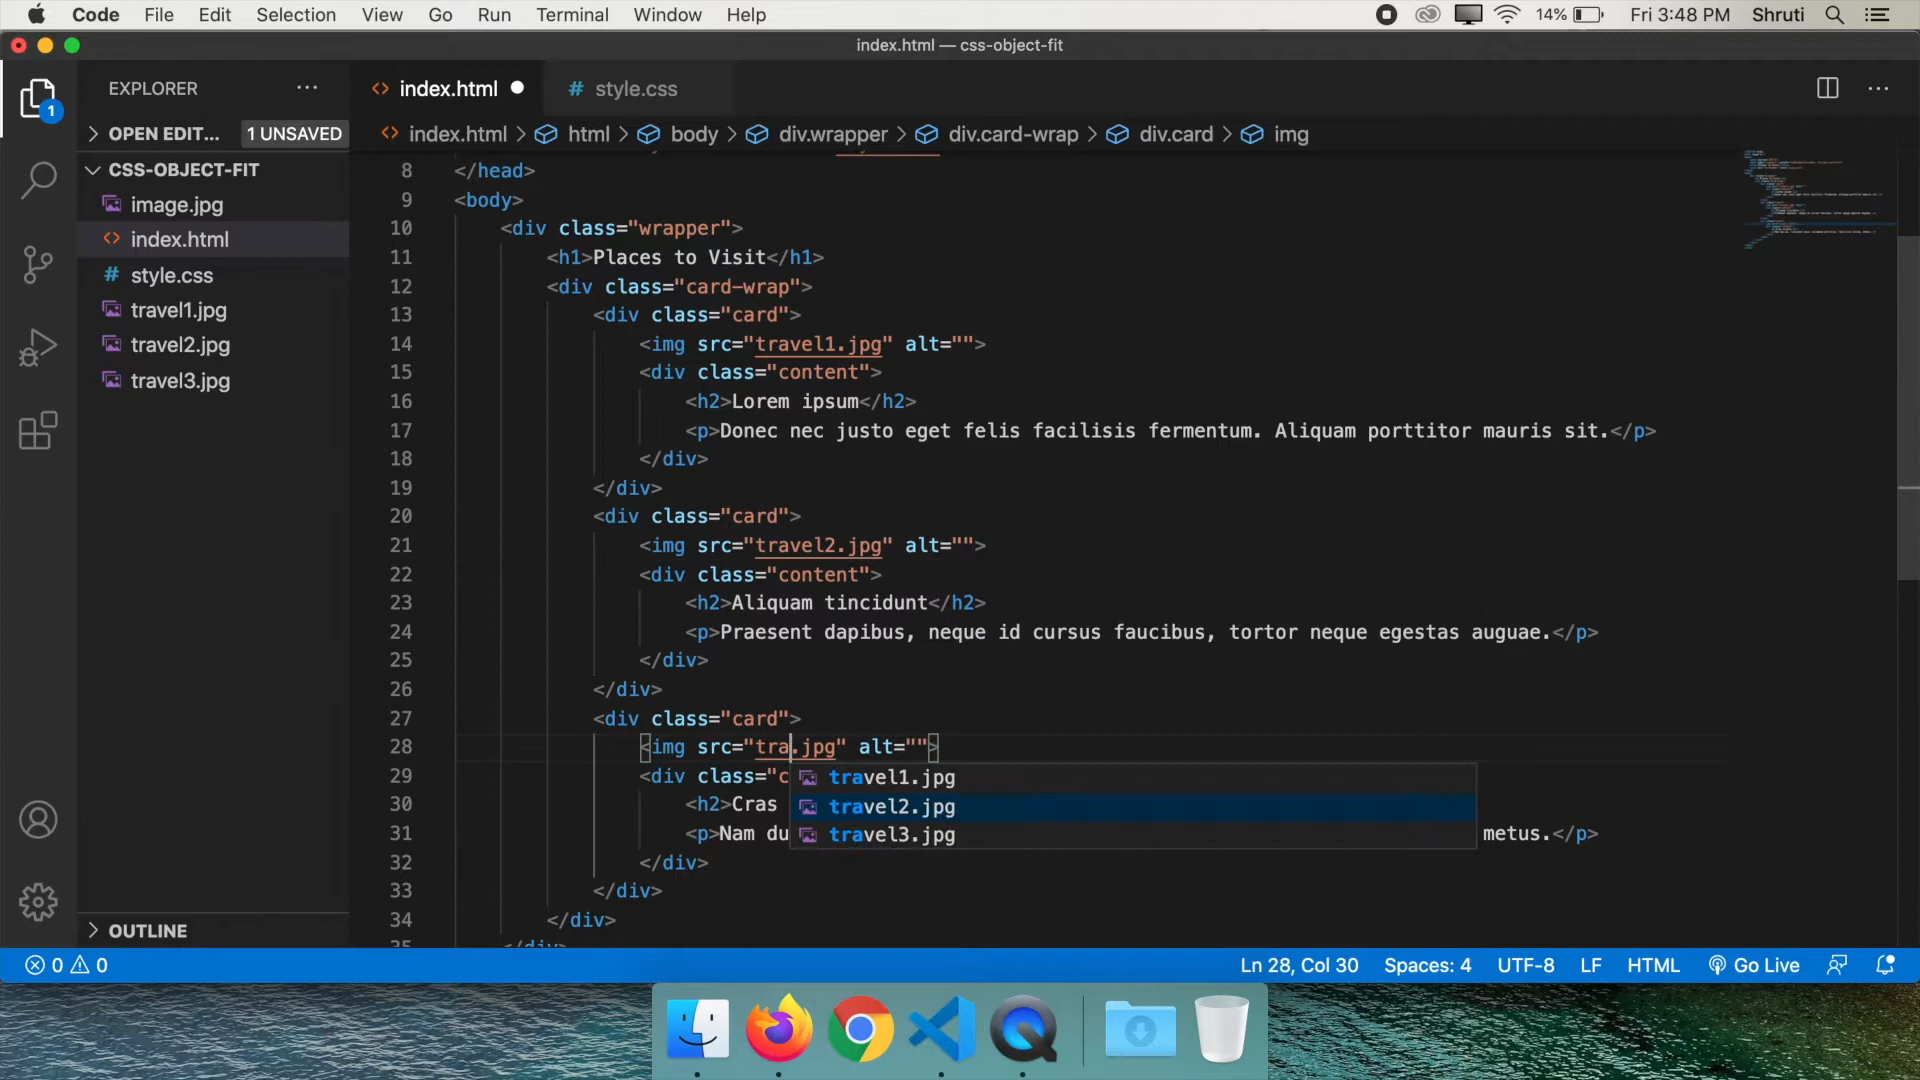 Code File Edit Selection View Go Run Terminal Window Help 14% Fri 3:48 PM Shruti
index.html — css-object-fit
EXPLORER ···
OPEN EDIT... 1 UNSAVED
CSS-OBJECT-FIT
image.jpg
index.html
style.css
travel1.jpg
travel2.jpg
travel3.jpg
OUTLINE
1
index.html style.css
index.html > html > body > div.wrapper > div.card-wrap > div.card > img
8 </head>
9 <body>
10 <div class="wrapper">
11 <h1>Places to Visit</h1>
12 <div class="card-wrap">
13 <div class="card">
14 <img src="travel1.jpg" alt="">
15 <div class="content">
16 <h2>Lorem ipsum</h2>
17 <p>Donec nec justo eget felis facilisis fermentum. Aliquam porttitor mauris sit.</p>
18 </div>
19 </div>
20 <div class="card">
21 <img src="travel2.jpg" alt="">
22 <div class="content">
23 <h2>Aliquam tincidunt</h2>
24 <p>Praesent dapibus, neque id cursus faucibus, tortor neque egestas auguae.</p>
25 </div>
26 </div>
27 <div class="card">
28 <img src="tra.jpg" alt="">
29 <div class="c travel1.jpg
30 <h2>Cras travel2.jpg
31 <p>Nam du travel3.jpg metus.</p>
32 </div>
33 </div>
34 </div>
35 </div>
0 0 Ln 28, Col 30 Spaces: 4 UTF-8 LF HTML Go Live